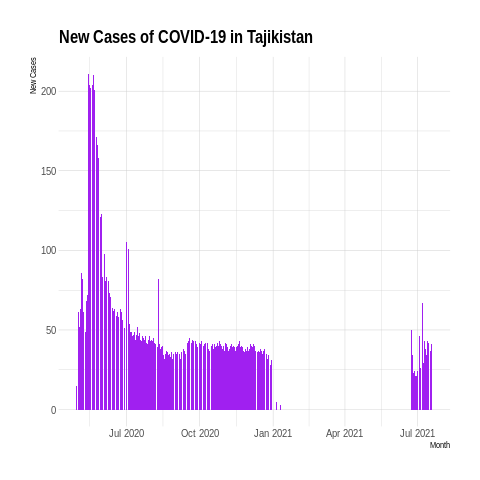 New Cases of COVID-19 in Tajikistan
New Cases
200
150
100
50
0
Jul 2020
Oct 2020
Jan 2021
Apr 2021
Jul 2021
Month